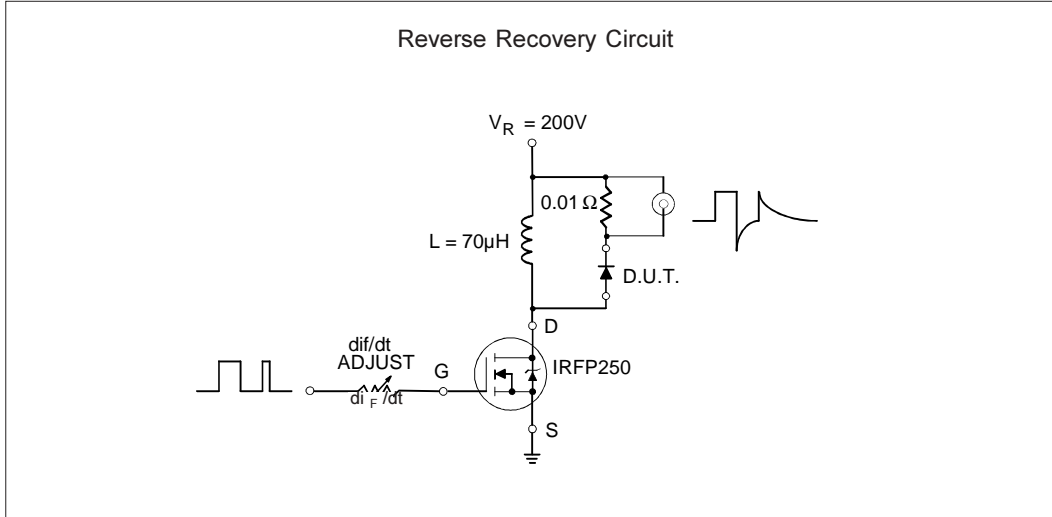 Reverse Recovery Circuit
V_R = 200V
0.01 Ω
L = 70µH
D.U.T.
D
dif/dt
ADJUST
G
IRFP250
di_F/dt
S